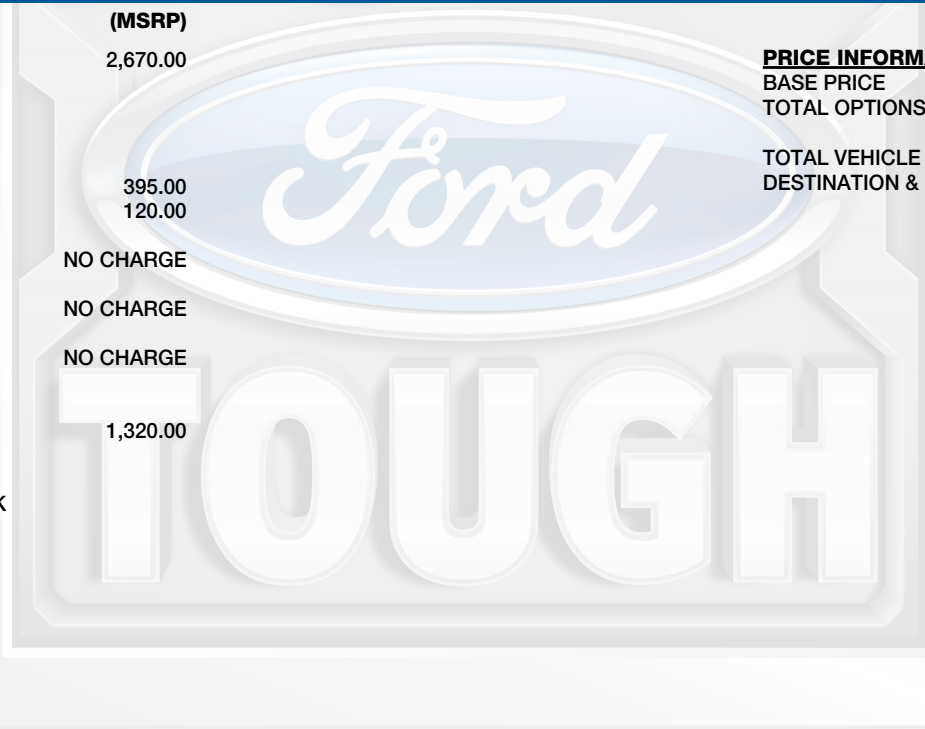 (MSRP)
2,670.00
395.00
120.00
NO CHARGE
NO CHARGE
NO CHARGE
1,320.00
K
PRICE INFORM
BASE PRICE
TOTAL OPTIONS
TOTAL VEHICLE
DESTINATION &
Ford
TOUGH